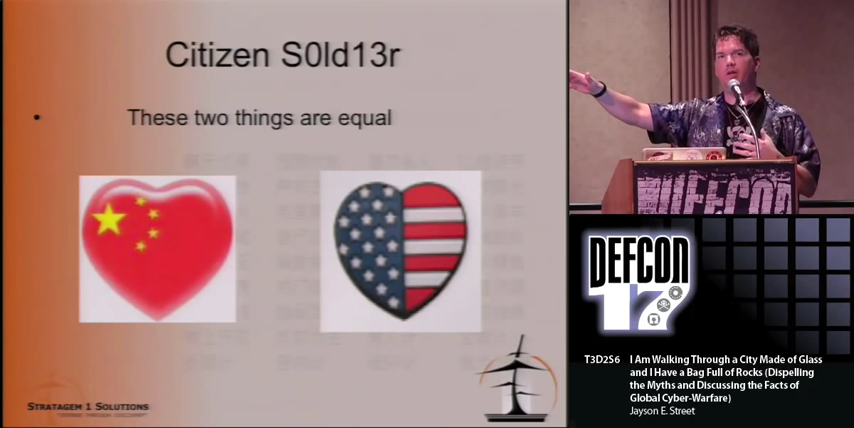 Citizen S0ld13r
• These two things are equal
STRATAGEM 1 SOLUTIONS
DEFCON
DEFCON
17
T3D2S6 I Am Walking Through a City Made of Glass
and I Have a Bag Full of Rocks (Dispelling
the Myths and Discussing the Facts of
Global Cyber-Warfare)
Jayson E. Street